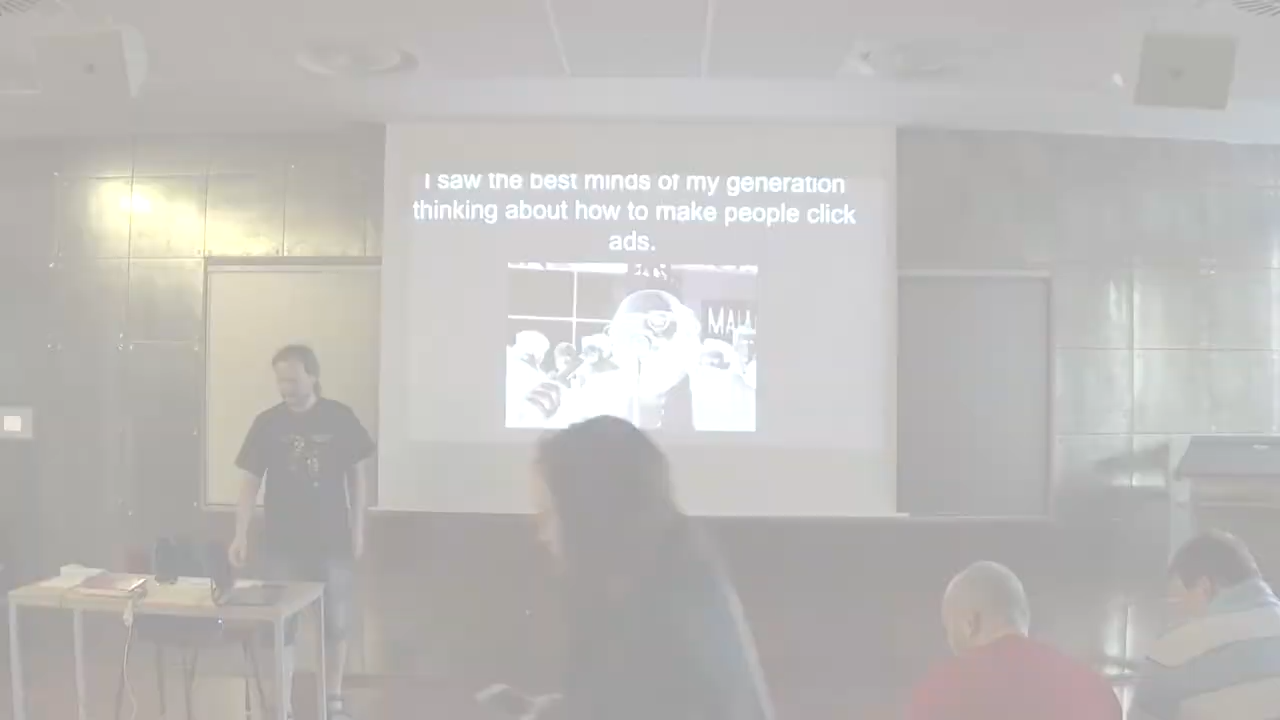 I saw the best minds of my generation
thinking about how to make people click
ads.